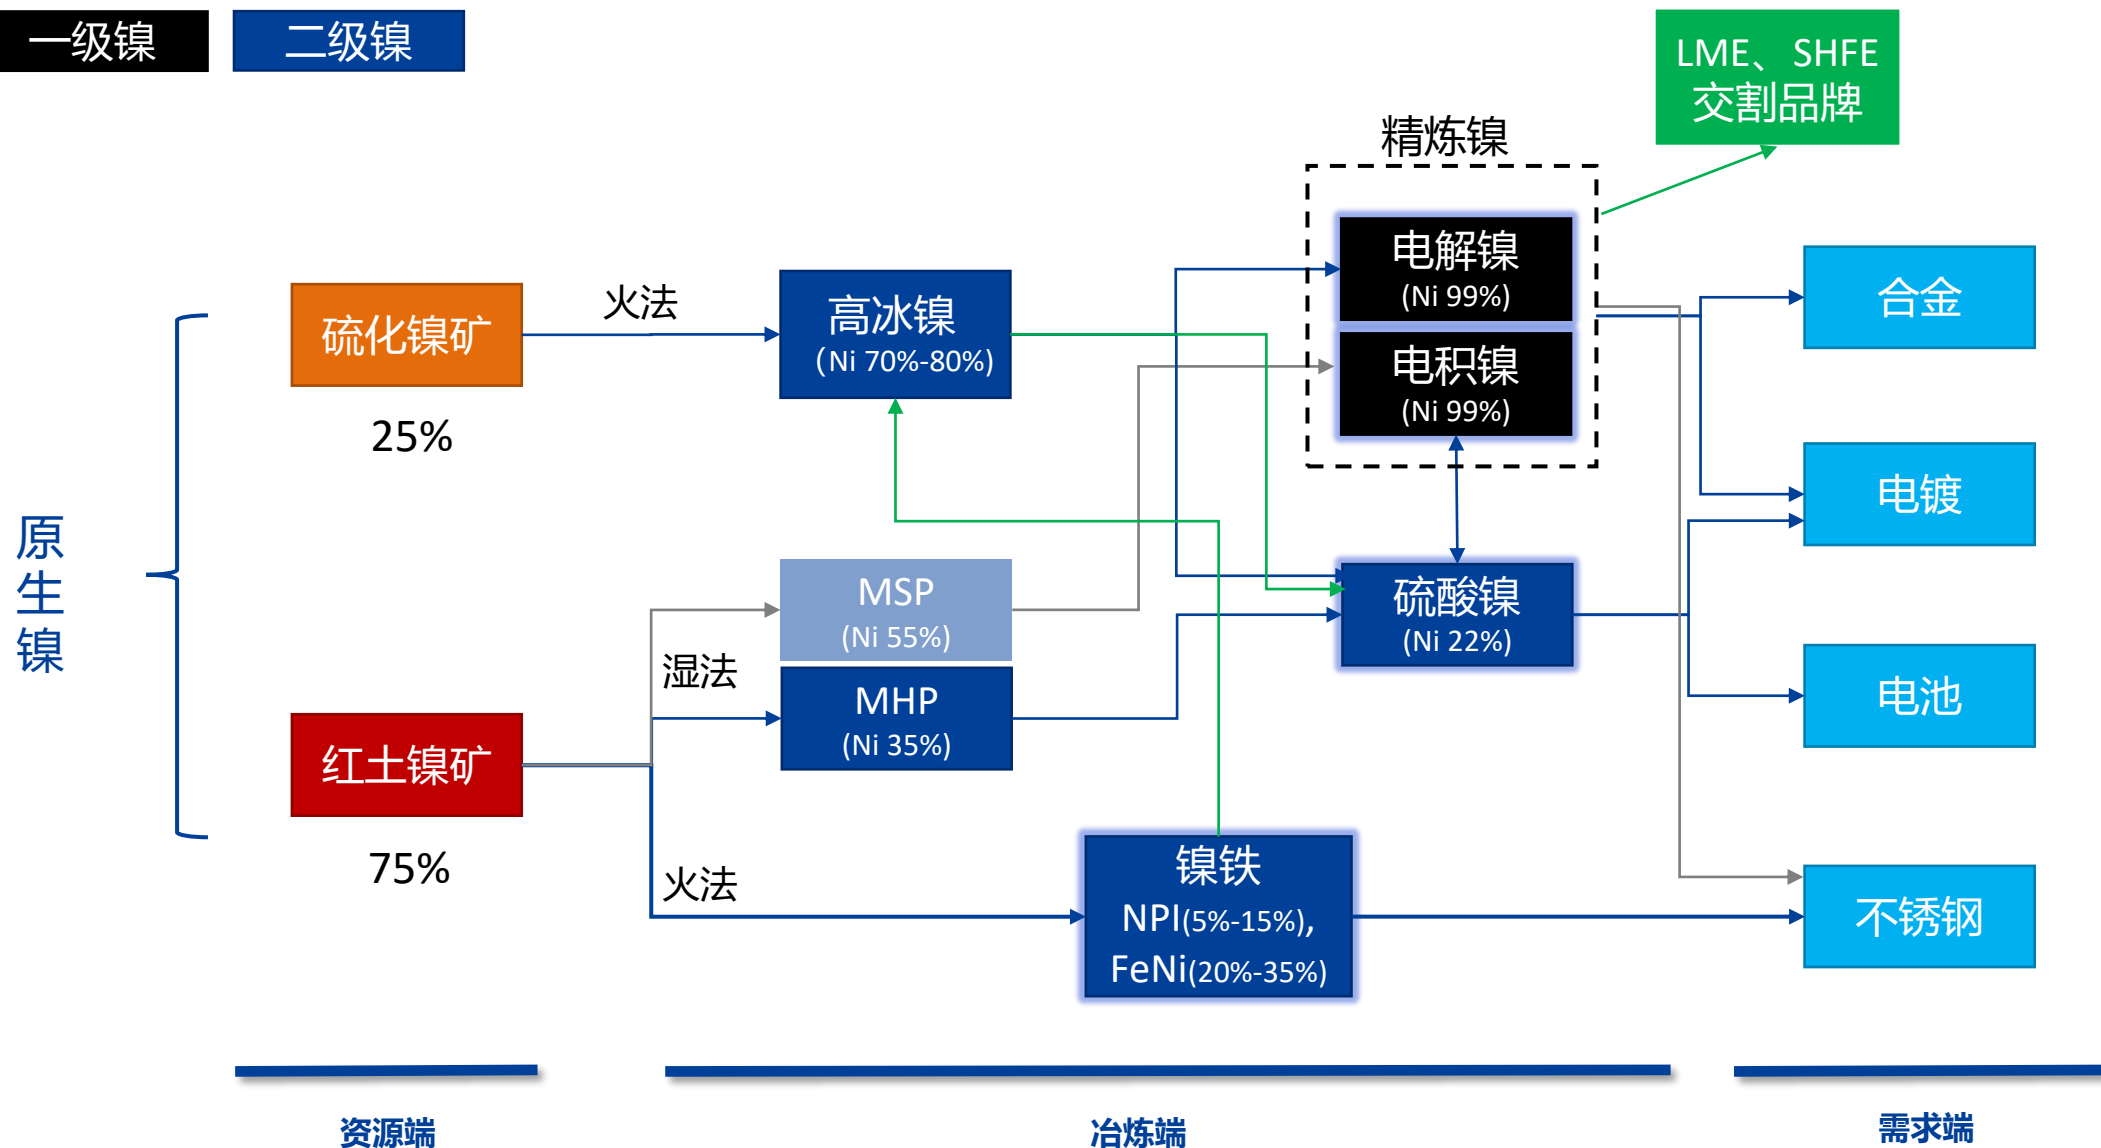 一级镍
二级镍
LME、SHFE
交割品牌
精炼镍
电解镍
(Ni 99%)
电积镍
(Ni 99%)
硫化镍矿
25%
火法
高冰镍
（Ni 70%-80%)
合金
电镀
原
生
镍
MSP
(Ni 55%)
湿法
MHP
(Ni 35%)
硫酸镍
(Ni 22%)
电池
红土镍矿
75%
火法
镍铁
NPI(5%-15%),
FeNi(20%-35%)
不锈钢
资源端
冶炼端
需求端